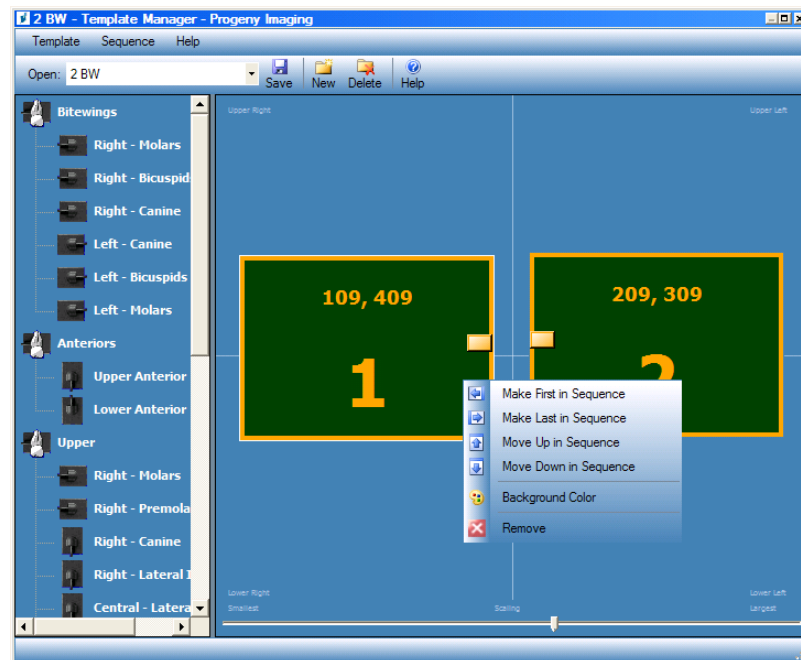 2 BW - Template Manager - Progeny Imaging
Template Sequence Help
Open: 2 BW Save New Delete Help
Bitewings
Right - Molars
Right - Bicuspid
Right - Canine
Left - Canine
Left - Bicuspids
Left - Molars
Anteriors
Upper Anterior
Lower Anterior
Upper
Right - Molars
Right - Premola
Right - Canine
Right - Lateral I
Central - Latera
Upper Right Upper Left
109, 409
1
209, 309
2
Make First in Sequence
Make Last in Sequence
Move Up in Sequence
Move Down in Sequence
Background Color
Remove
Lower Right Lower Left
Smallest Scaling Largest